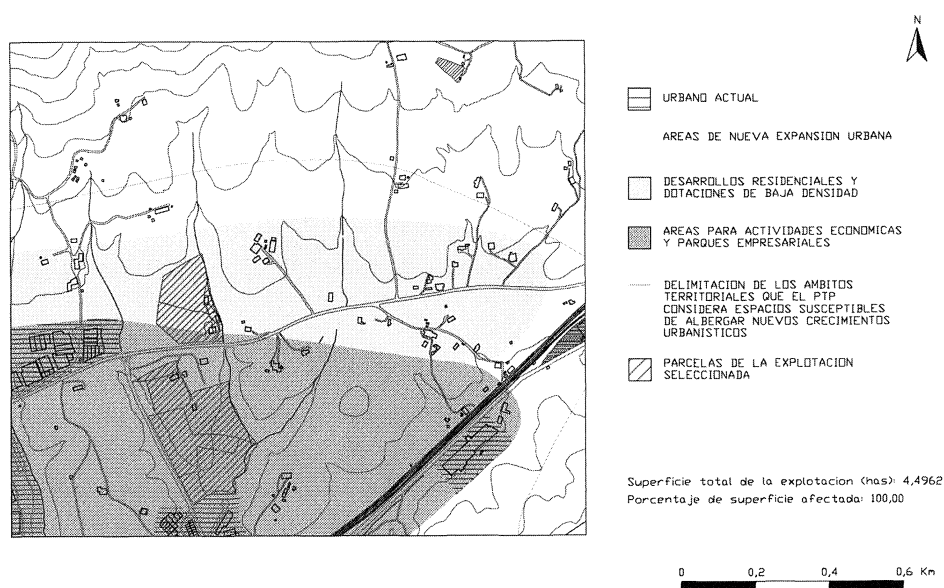 N
URBANO ACTUAL
AREAS DE NUEVA EXPANSION URBANA
DESARROLLOS RESIDENCIALES Y
DOTACIONES DE BAJA DENSIDAD
AREAS PARA ACTIVIDADES ECONOMICAS
Y PARQUES EMPRESARIALES
DELIMITACION DE LOS AMBITOS
TERRITORIALES QUE EL PTP
CONSIDERA ESPACIOS SUSCEPTIBLES
DE ALBERGAR NUEVOS CRECIMIENTOS
URBANISTICOS
PARCELAS DE LA EXPLOTACION
SELECCIONADA
Superficie total de la explotacion (has): 4,4962
Porcentaje de superficie afectada: 100,00
0 0,2 0,4 0,6 Km